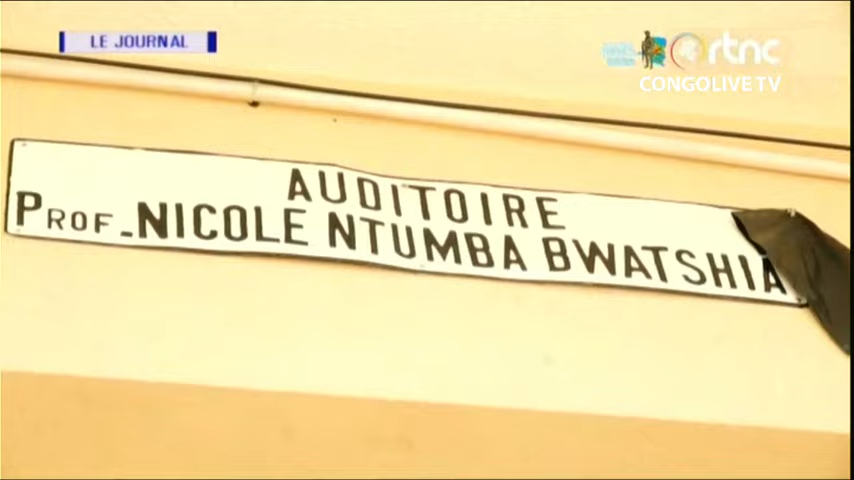 LE JOURNAL
rtnc
CONGOLIVE TV
AUDITOIRE
PROF_NICOLE NTUMBA BWATSHIA